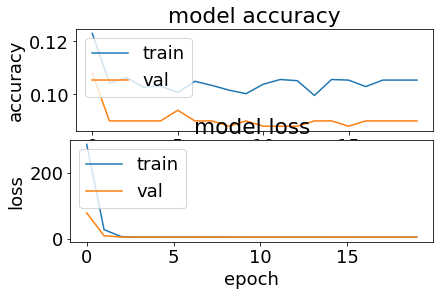 model accuracy
accuracy
0.12
0.10
train
val
model loss
loss
200
0
train
val
0 5 10 15
epoch